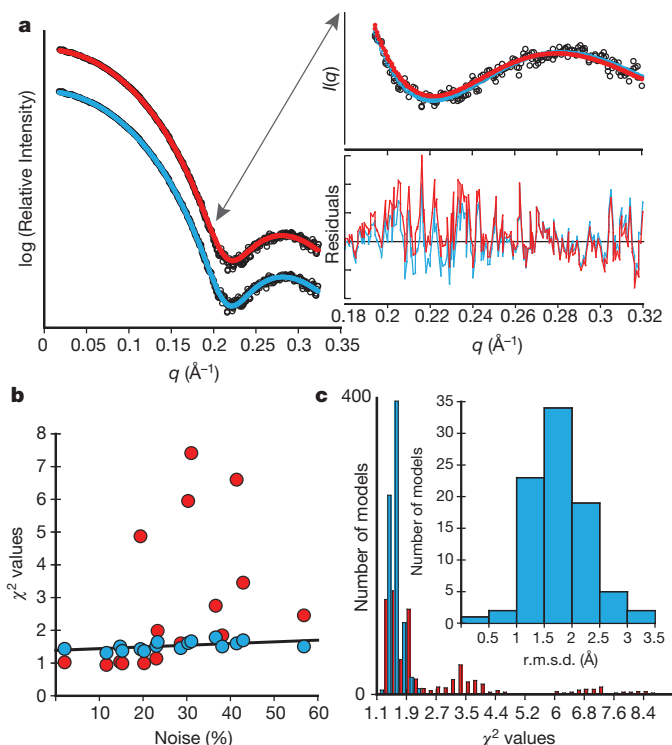 a
log (Relative Intensity)
0 0.05 0.1 0.15 0.2 0.25 0.3 0.35
q (Å–1)
I(q)
Residuals
0.18 0.2 0.22 0.24 0.26 0.28 0.3 0.32
q (Å–1)
b
χ2 values
8
7
6
5
4
3
2
1
0
10 20 30 40 50 60
Noise (%)
c
Number of models
400
0
1.1 1.9 2.7 3.5 4.4 5.2 6 6.8 7.6 8.4
χ2 values
Number of models
35
30
25
20
15
10
5
0
0.5 1 1.5 2 2.5 3 3.5
r.m.s.d. (Å)